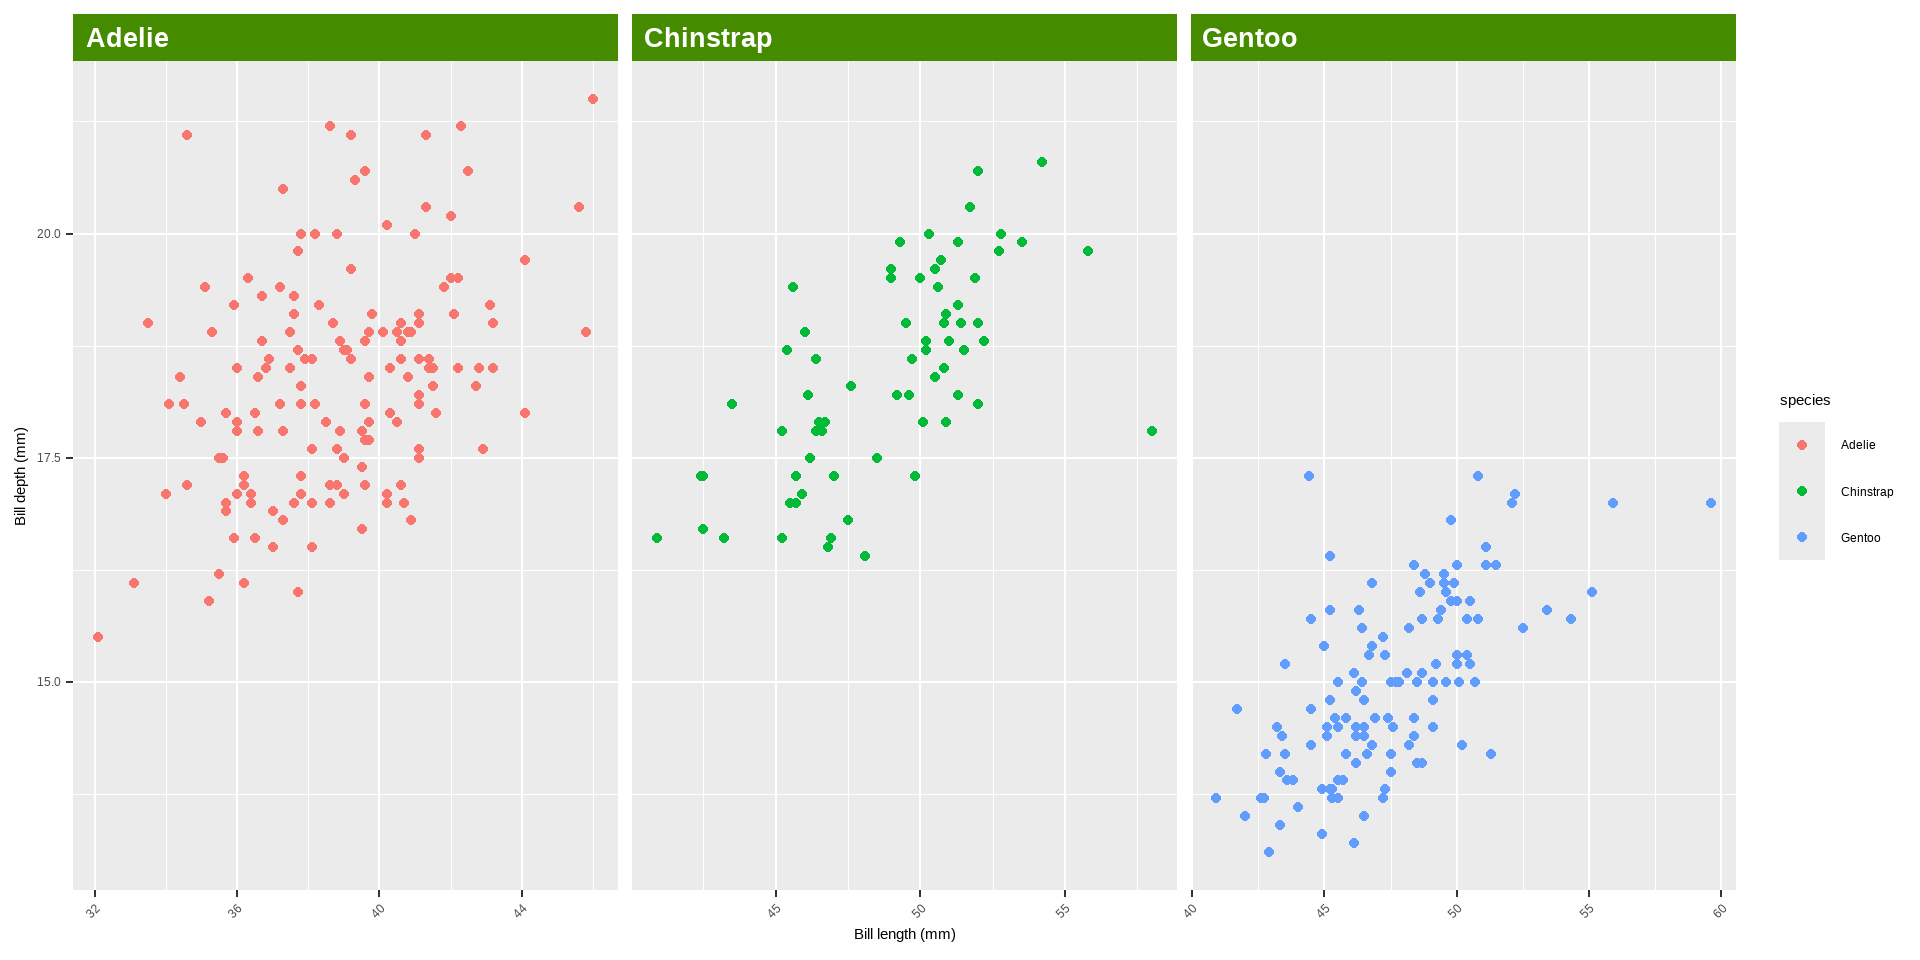 Adelie
Chinstrap
Gentoo
20.0
17.5
15.0
Bill depth (mm)
32
36
40
44
45
50
55
40
45
50
55
60
Bill length (mm)
species
Adelie
Chinstrap
Gentoo